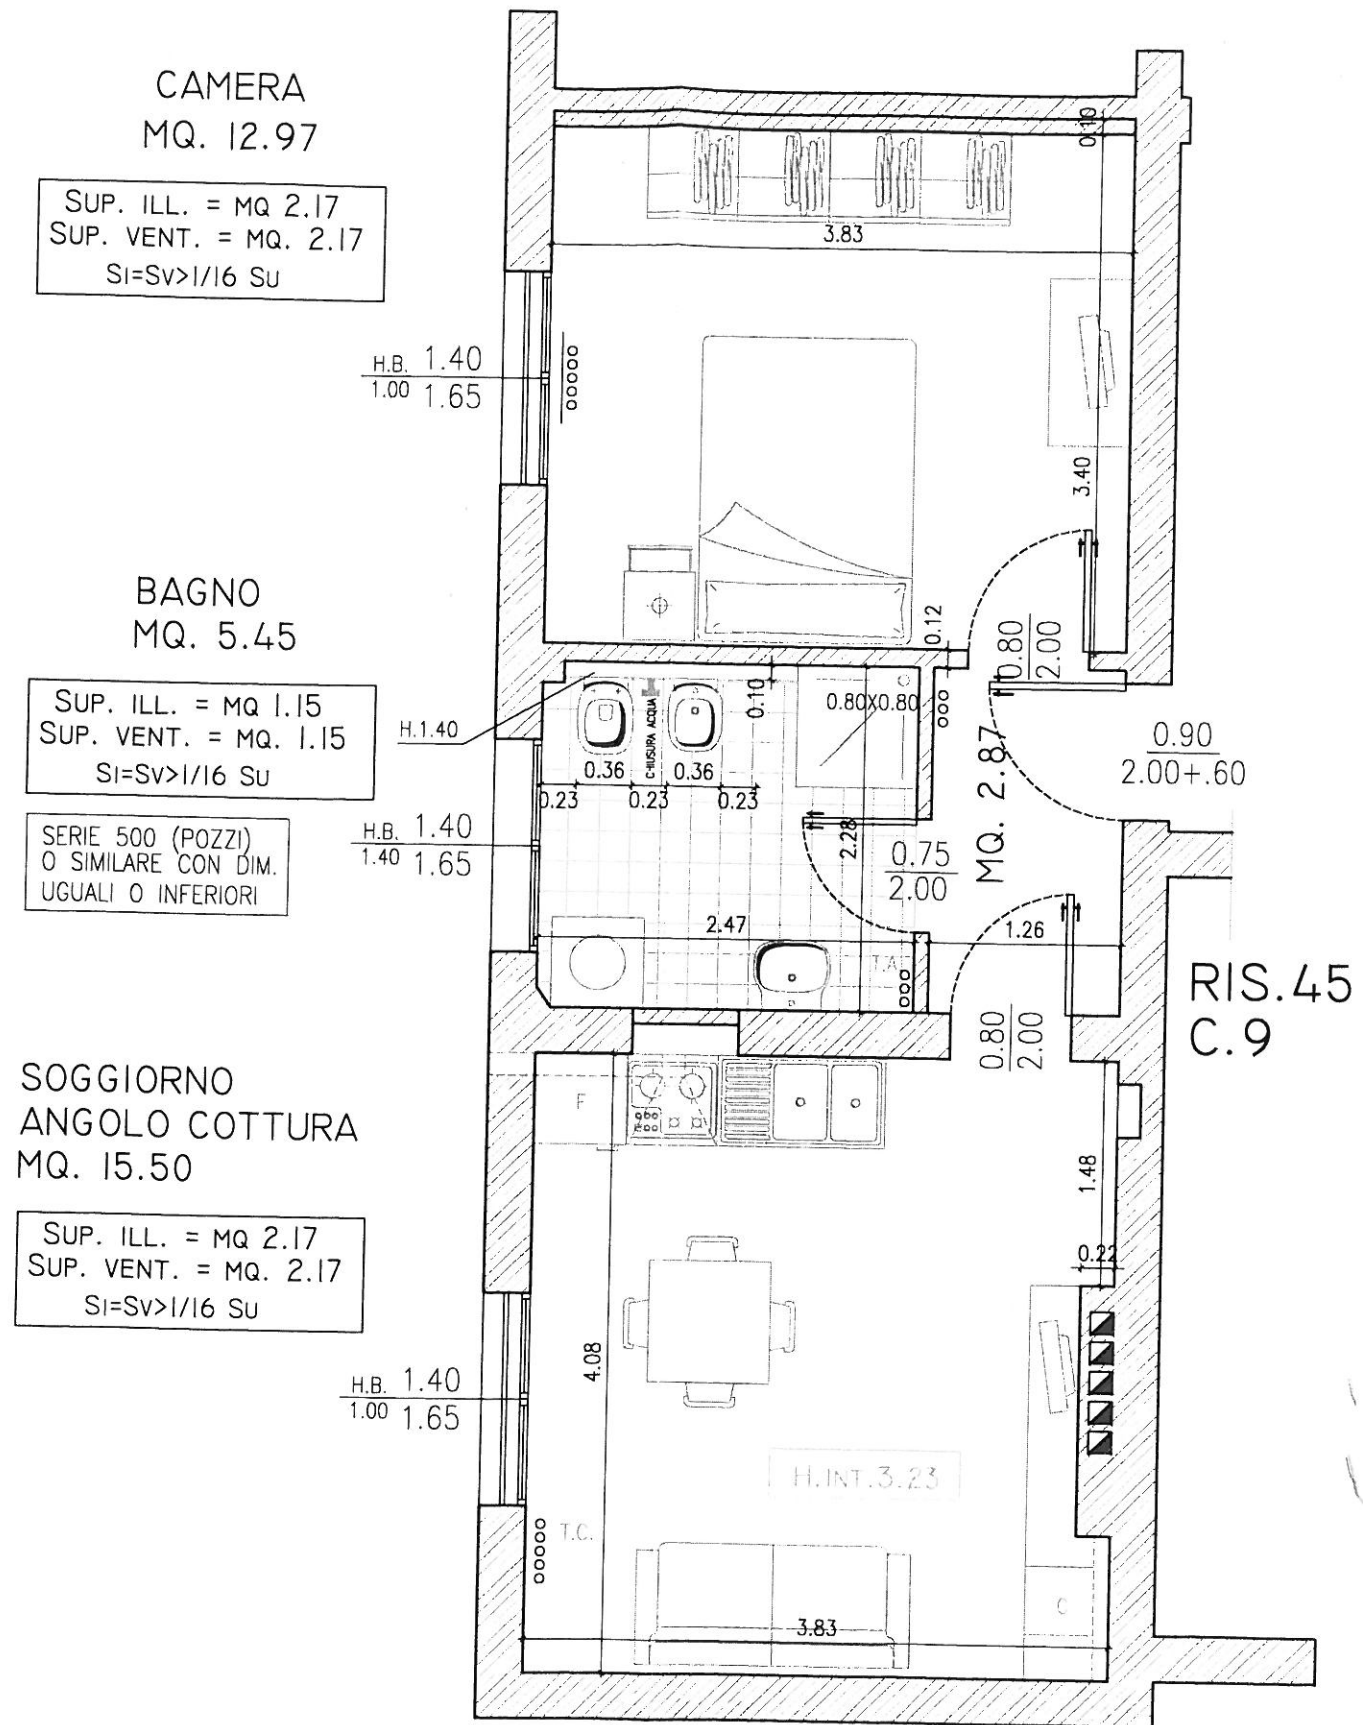 CAMERA
MQ. 12.97
SUP. ILL. = MQ 2.17
SUP. VENT. = MQ. 2.17
SI=SV>1/16 SU
0.10
3.83
H.B. 1.40
1.00 1.65
3.40
0.12
0.80
2.00
BAGNO
MQ. 5.45
SUP. ILL. = MQ 1.15
SUP. VENT. = MQ. 1.15
SI=SV>1/16 SU
SERIE 500 (POZZI)
O SIMILARE CON DIM.
UGUALI O INFERIORI
H.1.40
CHIUSURA ACQUA
0.10
0.80X0.80
0.36
0.36
0.23
0.23
0.23
H.B. 1.40
1.40 1.65
2.28
0.75
2.00
MQ. 2.87
0.90
2.00+.60
2.47
1.26
T.A.
RIS.45
C.9
0.80
2.00
SOGGIORNO
ANGOLO COTTURA
MQ. 15.50
SUP. ILL. = MQ 2.17
SUP. VENT. = MQ. 2.17
SI=SV>1/16 SU
F
1.48
0.22
4.08
H.B. 1.40
1.00 1.65
H.INT.3.23
T.C.
C
3.83